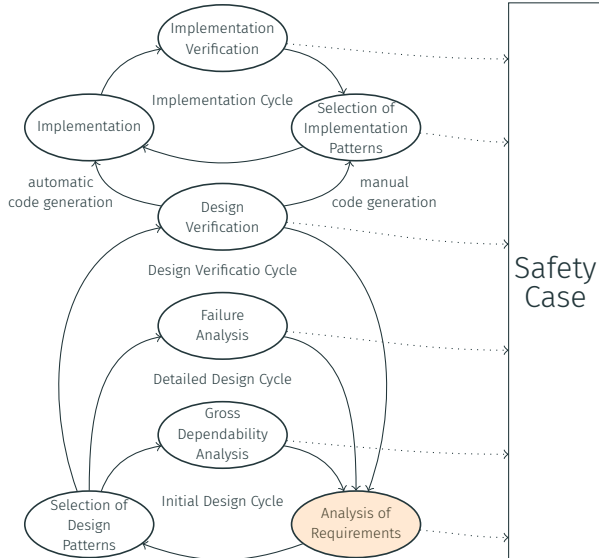 Implementation
Verification
Implementation Cycle
Implementation
Selection of
Implementation
Patterns
automatic
code generation
manual
code generation
Design
Verification
Design Verificatio Cycle
Safety
Case
Failure
Analysis
Detailed Design Cycle
Gross
Dependability
Analysis
Initial Design Cycle
Selection of
Design
Patterns
Analysis of
Requirements